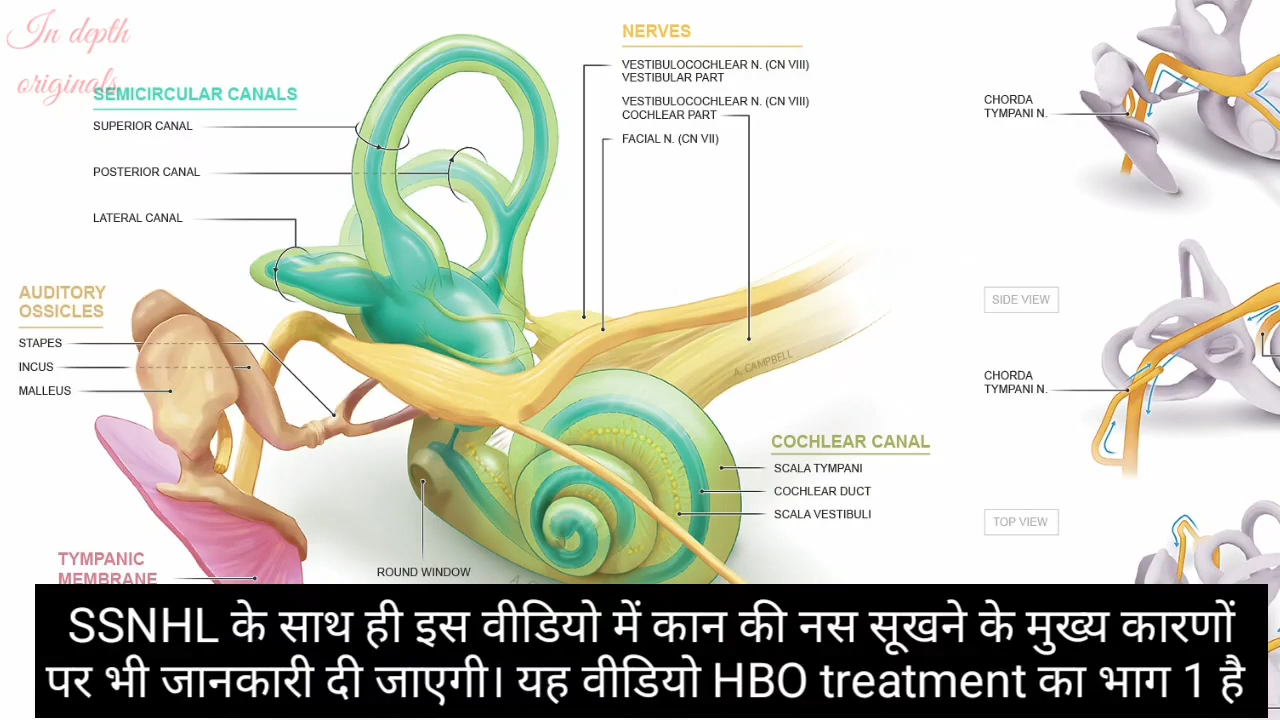 In depth
originals
SEMICIRCULAR CANALS
SUPERIOR CANAL
POSTERIOR CANAL
LATERAL CANAL
AUDITORY
OSSICLES
STAPES
INCUS
MALLEUS
TYMPANIC
MEMBRANE
NERVES
VESTIBULOCOCHLEAR N. (CN VIII)
VESTIBULAR PART
VESTIBULOCOCHLEAR N. (CN VIII)
COCHLEAR PART
FACIAL N. (CN VII)
A. CAMPBELL
COCHLEAR CANAL
SCALA TYMPANI
COCHLEAR DUCT
SCALA VESTIBULI
ROUND WINDOW
CHORDA
TYMPANI N.
SIDE VIEW
CHORDA
TYMPANI N.
TOP VIEW
SSNHL के साथ ही इस वीडियो में कान की नस सूखने के मुख्य कारणों
पर भी जानकारी दी जाएगी। यह वीडियो HBO treatment का भाग 1 है